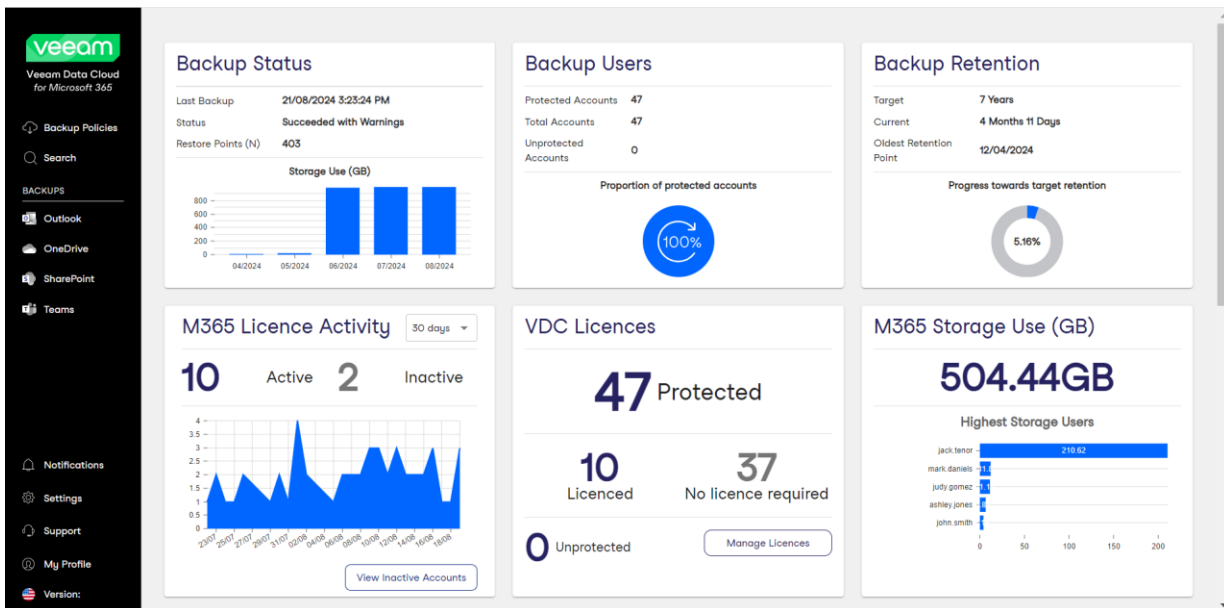 veeam
Veeam Data Cloud
for Microsoft 365
Backup Policies
Search
BACKUPS
Outlook
OneDrive
SharePoint
Teams
Notifications
Settings
Support
My Profile
Version:
Backup Status
Last Backup 21/08/2024 3:23:24 PM
Status Succeeded with Warnings
Restore Points (N) 403
Storage Use (GB)
800
600
400
200
0
04/2024 05/2024 06/2024 07/2024 08/2024
Backup Users
Protected Accounts 47
Total Accounts 47
Unprotected
Accounts 0
Proportion of protected accounts
100%
Backup Retention
Target 7 Years
Current 4 Months 11 Days
Oldest Retention
Point 12/04/2024
Progress towards target retention
5.16%
M365 Licence Activity 30 days
10 Active 2 Inactive
4
3.5
3
2.5
2
1.5
1
0.5
0
23/07 25/07 27/07 29/07 31/07 02/08 04/08 06/08 08/08 10/08 12/08 14/08 16/08 18/08
View Inactive Accounts
VDC Licences
47 Protected
10 37
Licenced No licence required
0 Unprotected Manage Licences
M365 Storage Use (GB)
504.44GB
Highest Storage Users
jack.tenor 210.62
mark.daniels
judy.gomez
ashley.jones
john.smith
0 50 100 150 200